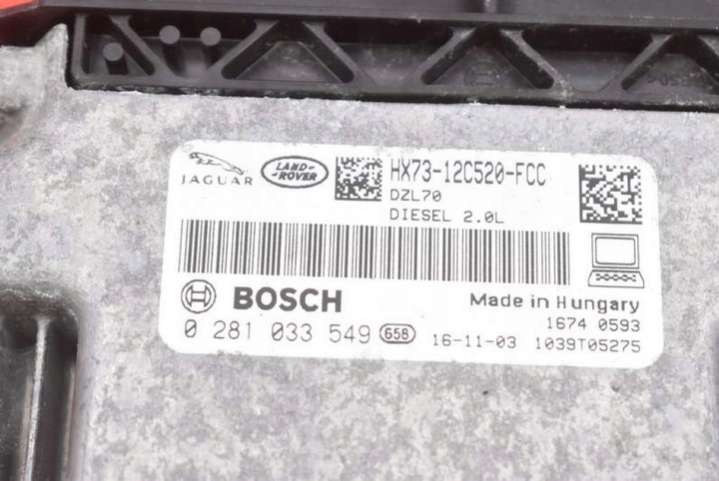 JAGUAR
LAND-
-ROVER
HX73-12C520-FCC
DZL70
DIESEL 2.0L
BOSCH
Made in Hungary
1674 0593
0 281 033 549 G5B
16-11-03 1039T05275